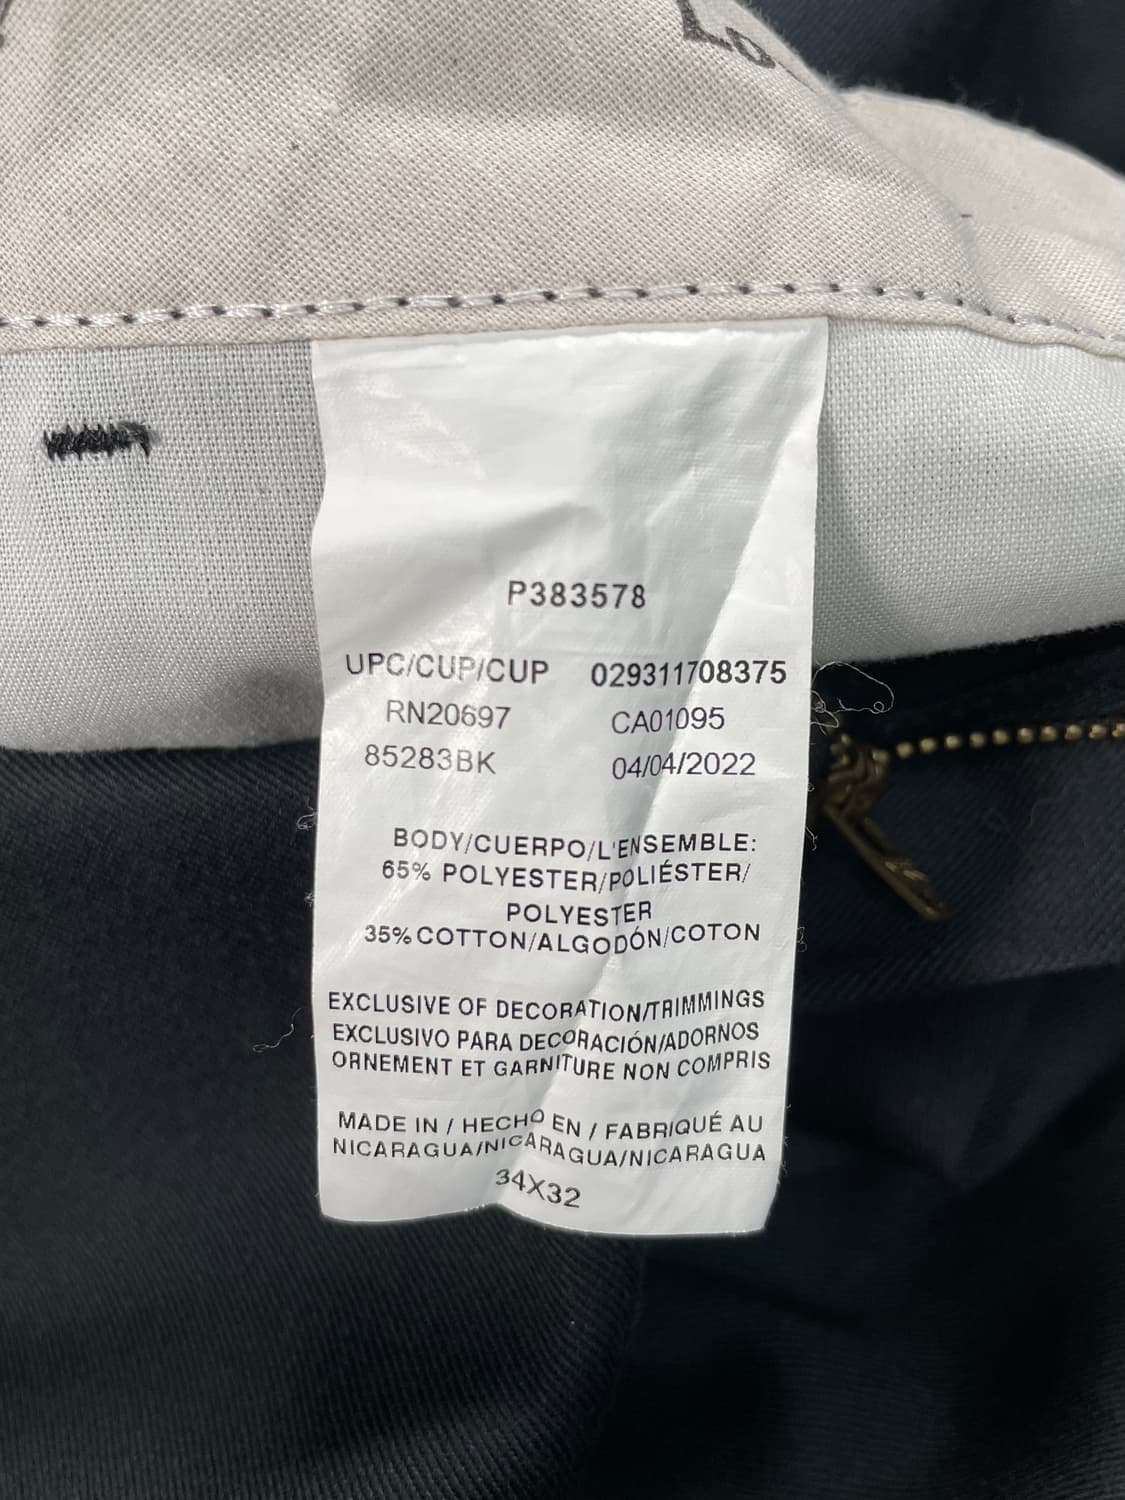 Lo
P383578
UPC/CUP/CUP 029311708375
RN20697 CA01095
85283BK 04/04/2022
BODY/CUERPO/L'ENSEMBLE:
65% POLYESTER/POLIÉSTER/
POLYESTER
35%COTTON/ALGODÓN/COTON
EXCLUSIVE OF DECORATION/TRIMMINGS
EXCLUSIVO PARA DECORACIÓN/ADORNOS
ORNEMENT ET GARNITURE NON COMPRIS
MADE IN / HECHO EN / FABRIQUÉ AU
NICARAGUA/NICARAGUA/NICARAGUA
34X32